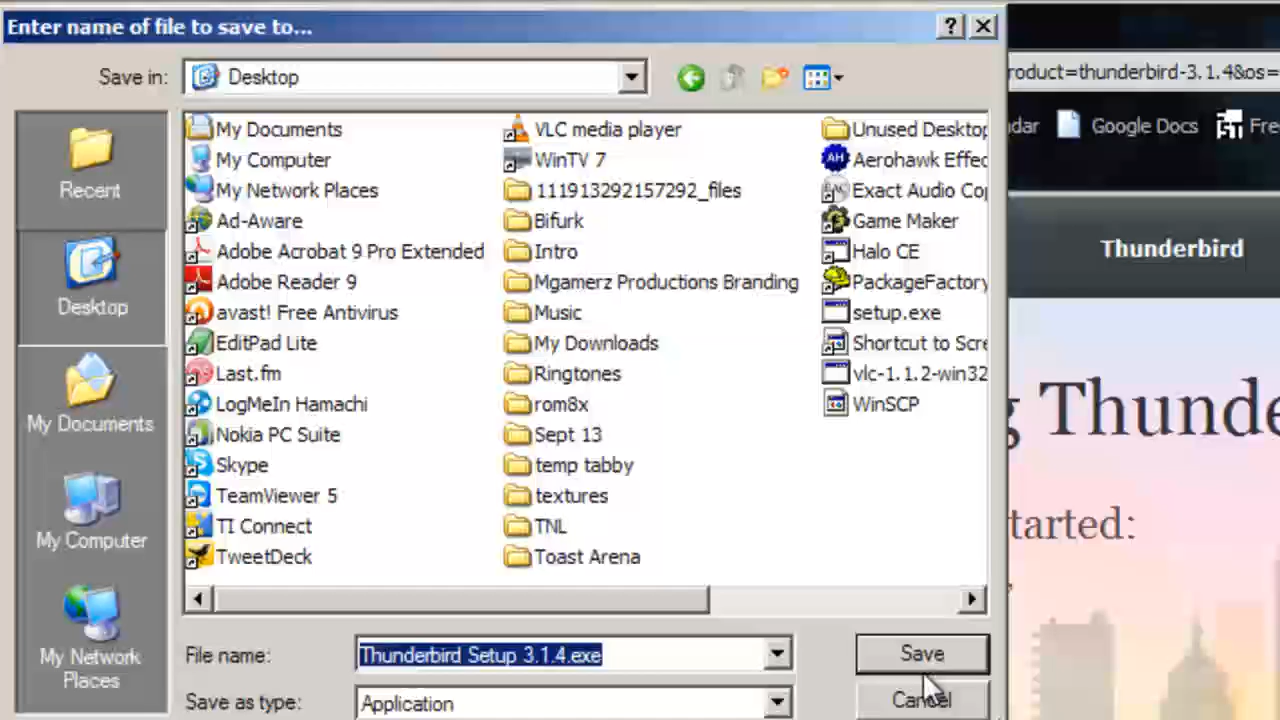 Enter name of file to save to...
Save in:
Desktop
roduct=thunderbird-3.1.4&os=
dar
Google Docs
Fre
Thunderbird
Thunde
tarted:
Recent
Desktop
My Documents
My Computer
My Network
Places
My Documents
My Computer
My Network Places
Ad-Aware
Adobe Acrobat 9 Pro Extended
Adobe Reader 9
avast! Free Antivirus
EditPad Lite
Last.fm
LogMeIn Hamachi
Nokia PC Suite
Skype
TeamViewer 5
TI Connect
TweetDeck
VLC media player
WinTV 7
111913292157292_files
Bifurk
Intro
Mgamerz Productions Branding
Music
My Downloads
Ringtones
rom8x
Sept 13
temp tabby
textures
TNL
Toast Arena
Unused Desktop
Aerohawk Effec
Exact Audio Cop
Game Maker
Halo CE
PackageFactory
setup.exe
Shortcut to Scre
vlc-1.1.2-win32
WinSCP
File name:
Thunderbird Setup 3.1.4.exe
Save
Save as type:
Application
Cancel